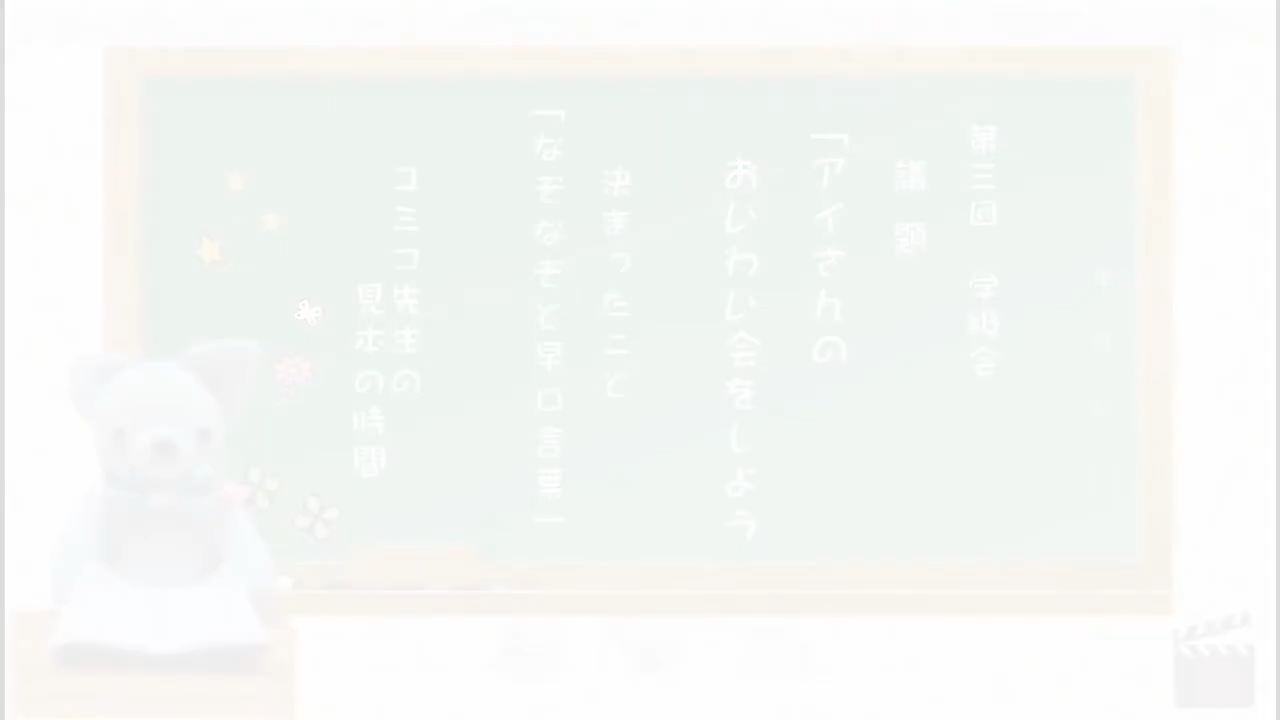 第三回 学級会
議題
「アイさんの
おいわい会をしよう
決まったこと
「なぞなぞと早口言葉」
コミコ先生の
見本の時間